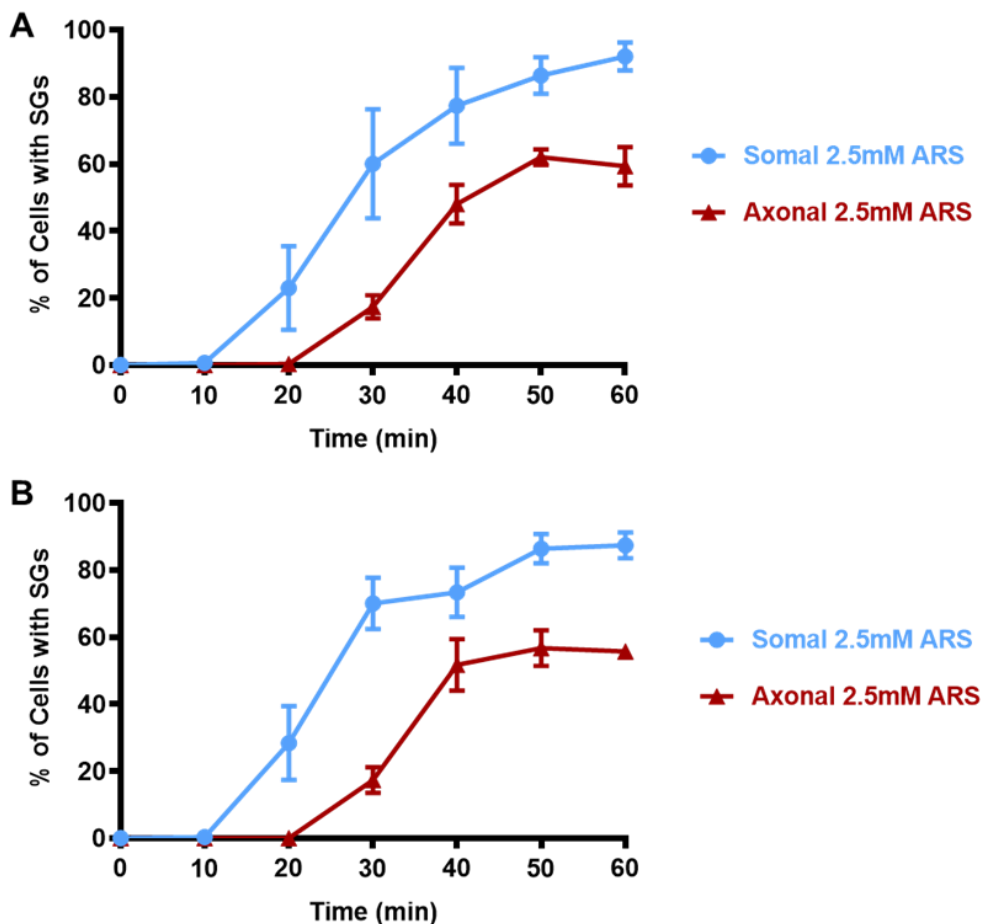 A
% of Cells with SGs
100
80
60
40
20
0
0 10 20 30 40 50 60
Time (min)
Somal 2.5mM ARS
Axonal 2.5mM ARS
B
% of Cells with SGs
100
80
60
40
20
0
0 10 20 30 40 50 60
Time (min)
Somal 2.5mM ARS
Axonal 2.5mM ARS